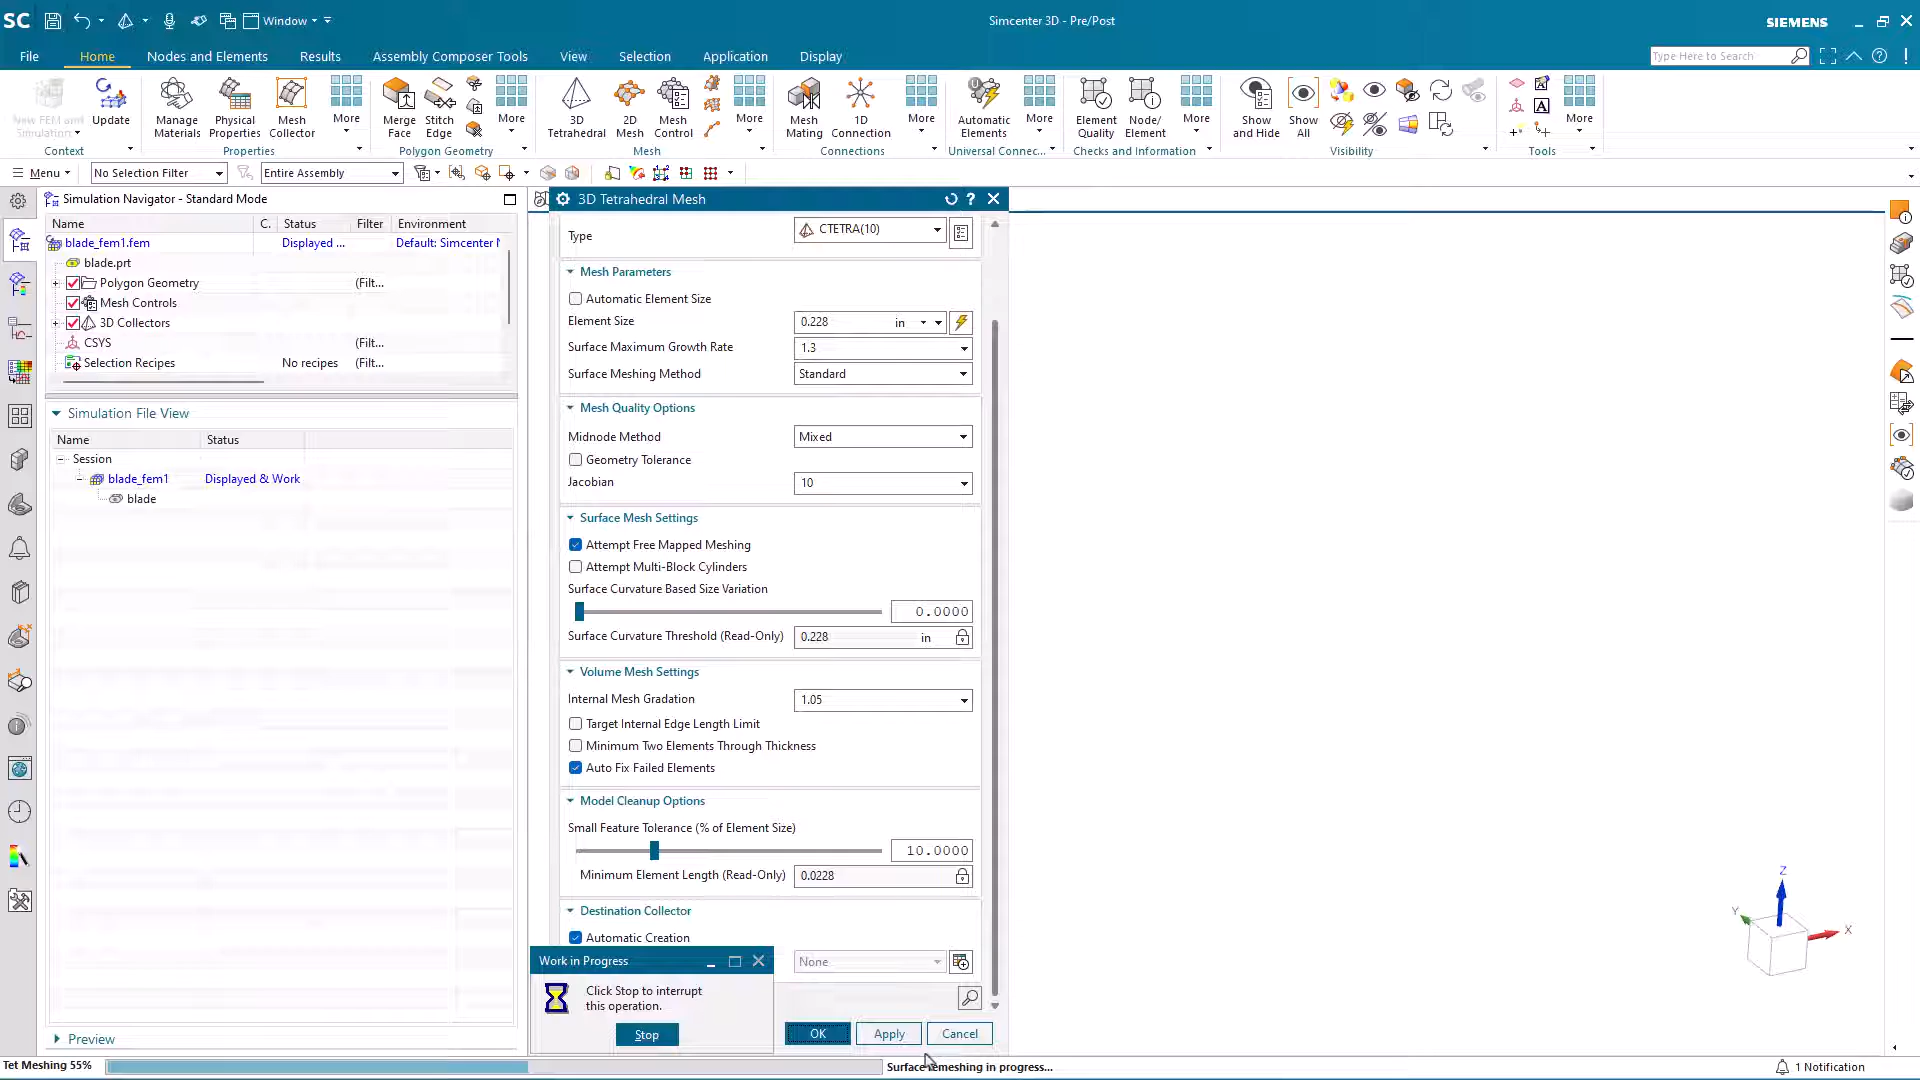 SC
Window
Simcenter 3D - Pre/Post
SIEMENS
File
Home
Nodes and Elements
Results
Assembly Composer Tools
View
Selection
Application
Display
Type Here to Search
New FEM and Simulation
Update
Context
Manage Materials
Physical Properties
Mesh Collector
More
Properties
Merge Face
Stitch Edge
More
Polygon Geometry
3D Tetrahedral
2D Mesh
Mesh Control
More
Mesh
Mesh Mating
1D Connection
More
Connections
Automatic Elements
More
Universal Connec...
Element Quality
Node/ Element
More
Checks and Information
Show and Hide
Show All
Visibility
More
Tools
Menu
No Selection Filter
Entire Assembly
Simulation Navigator - Standard Mode
Name C. Status Filter Environment
blade_fem1.fem Displayed ... Default: Simcenter
blade.prt
Polygon Geometry (Filt...
Mesh Controls
3D Collectors
CSYS (Filt...
Selection Recipes No recipes (Filt...
Simulation File View
Name Status
Session
blade_fem1 Displayed & Work
blade
Preview
3D Tetrahedral Mesh
Type CTETRA(10)
Mesh Parameters
Automatic Element Size
Element Size 0.228 in
Surface Maximum Growth Rate 1.3
Surface Meshing Method Standard
Mesh Quality Options
Midnode Method Mixed
Geometry Tolerance
Jacobian 10
Surface Mesh Settings
Attempt Free Mapped Meshing
Attempt Multi-Block Cylinders
Surface Curvature Based Size Variation
0.0000
Surface Curvature Threshold (Read-Only) 0.228 in
Volume Mesh Settings
Internal Mesh Gradation 1.05
Target Internal Edge Length Limit
Minimum Two Elements Through Thickness
Auto Fix Failed Elements
Model Cleanup Options
Small Feature Tolerance (% of Element Size)
10.0000
Minimum Element Length (Read-Only) 0.0228
Destination Collector
Automatic Creation
None
Work in Progress
Click Stop to interrupt
this operation.
Stop
OK
Apply
Cancel
Z
Y
X
Tet Meshing 55%
Surface remeshing in progress...
1 Notification